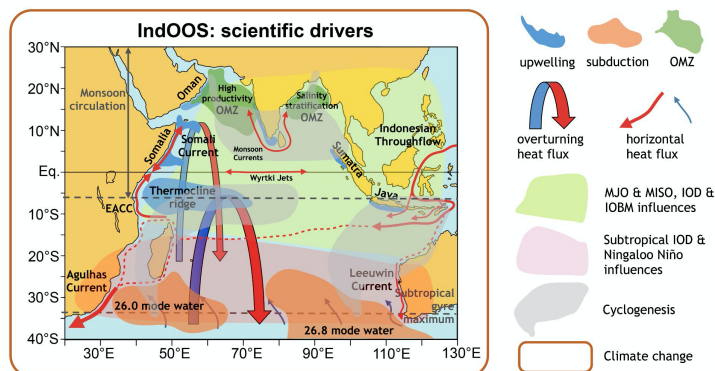 IndOOS: scientific drivers
30°N
20°N
10°N
Eq.
10°S
20°S
30°S
40°S
30°E
50°E
70°E
90°E
110°E
130°E
Monsoon
circulation
Oman
High
productivity
OMZ
Salinity
stratification
OMZ
Somalia
Somali
Current
Monsoon
Currents
Indonesian
Throughflow
Sumatra
Wyrtki Jets
Thermocline
ridge
Java
EACC
Agulhas
Current
26.0 mode water
Leeuwin
Current
Subtropical
gyre
maximum
26.8 mode water
upwelling
subduction
OMZ
overturning
heat flux
horizontal
heat flux
MJO & MISO, IOD &
IOBM influences
Subtropical IOD &
Ningaloo Niño
influences
Cyclogenesis
Climate change